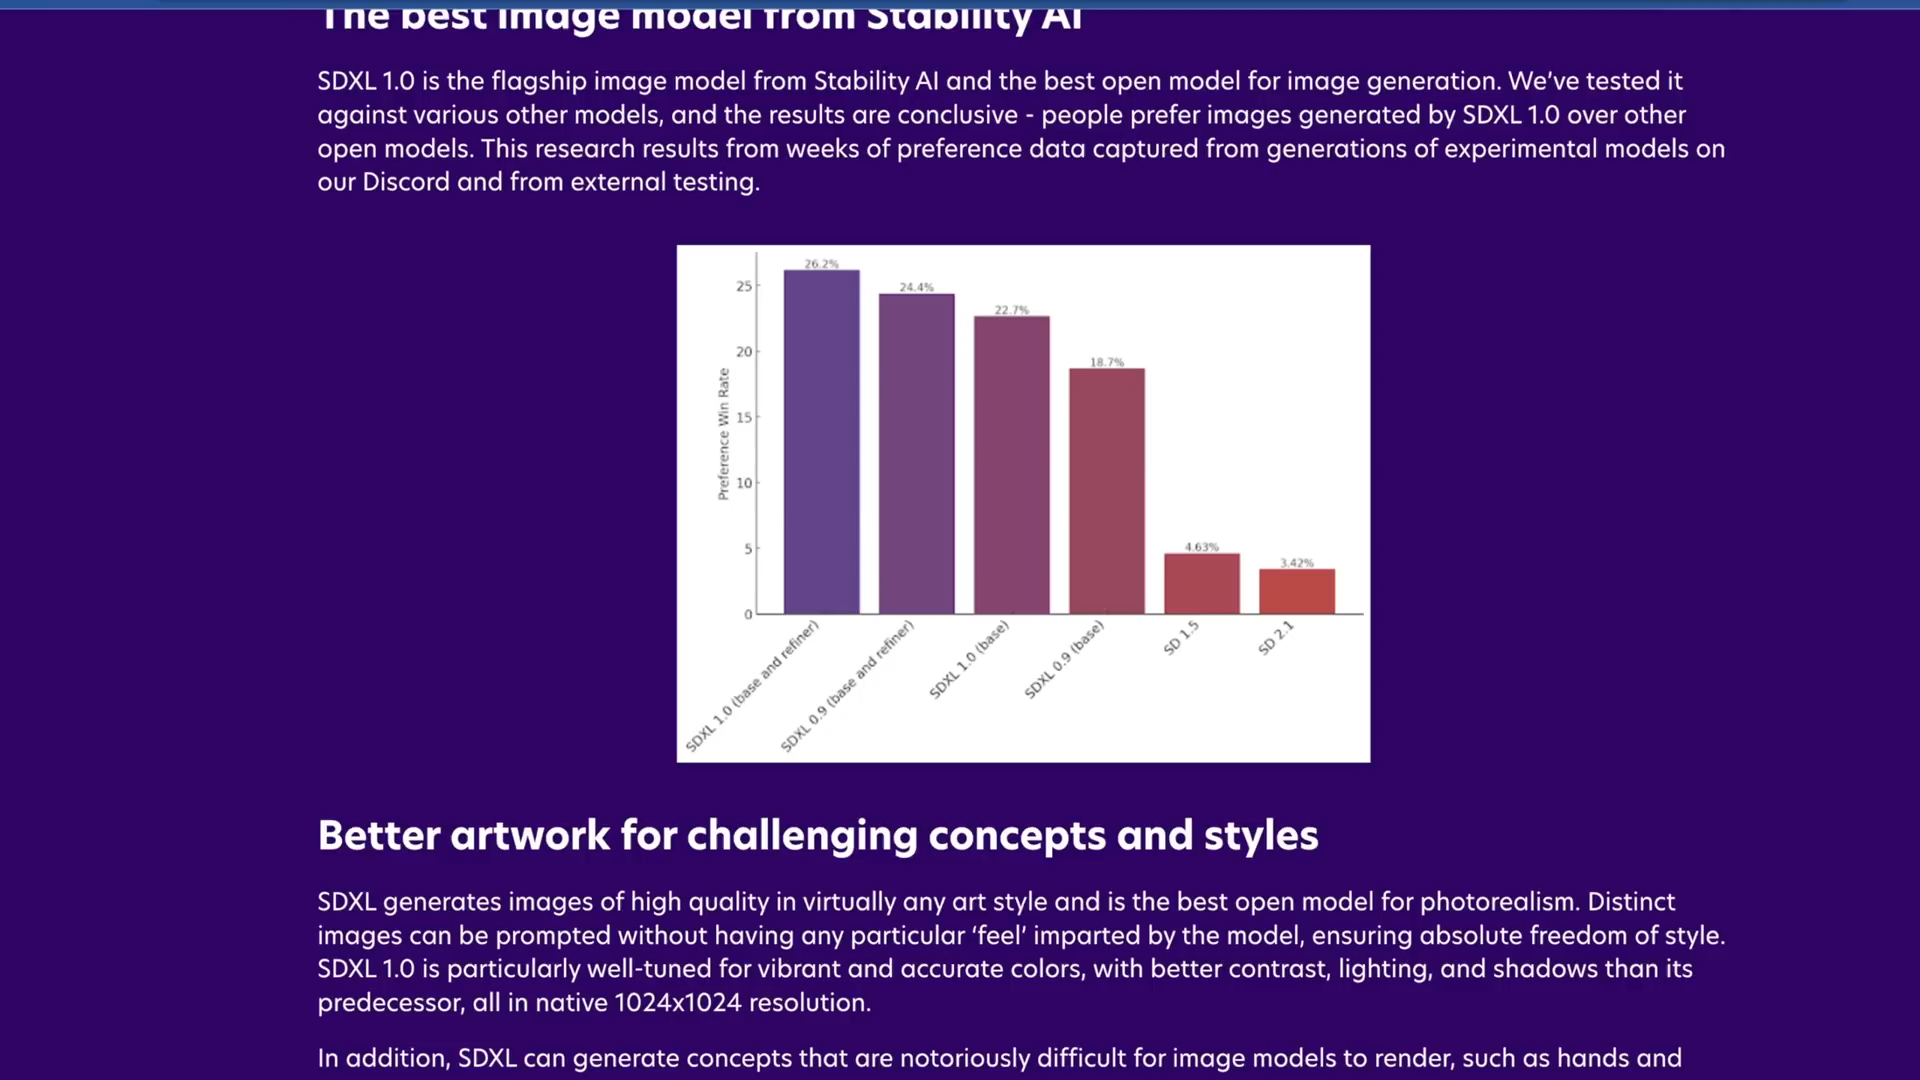 The best image model from Stability AI
SDXL 1.0 is the flagship image model from Stability AI and the best open model for image generation. We’ve tested it
against various other models, and the results are conclusive - people prefer images generated by SDXL 1.0 over other
open models. This research results from weeks of preference data captured from generations of experimental models on
our Discord and from external testing.
26.2%
24.4%
22.7%
18.7%
4.63%
3.42%
Preference Win Rate
25
20
15
10
5
0
SDXL 1.0 (base and refiner)
SDXL 0.9 (base and refiner)
SDXL 1.0 (base)
SDXL 0.9 (base)
SD 1.5
SD 2.1
Better artwork for challenging concepts and styles
SDXL generates images of high quality in virtually any art style and is the best open model for photorealism. Distinct
images can be prompted without having any particular ‘feel’ imparted by the model, ensuring absolute freedom of style.
SDXL 1.0 is particularly well-tuned for vibrant and accurate colors, with better contrast, lighting, and shadows than its
predecessor, all in native 1024x1024 resolution.
In addition, SDXL can generate concepts that are notoriously difficult for image models to render, such as hands and